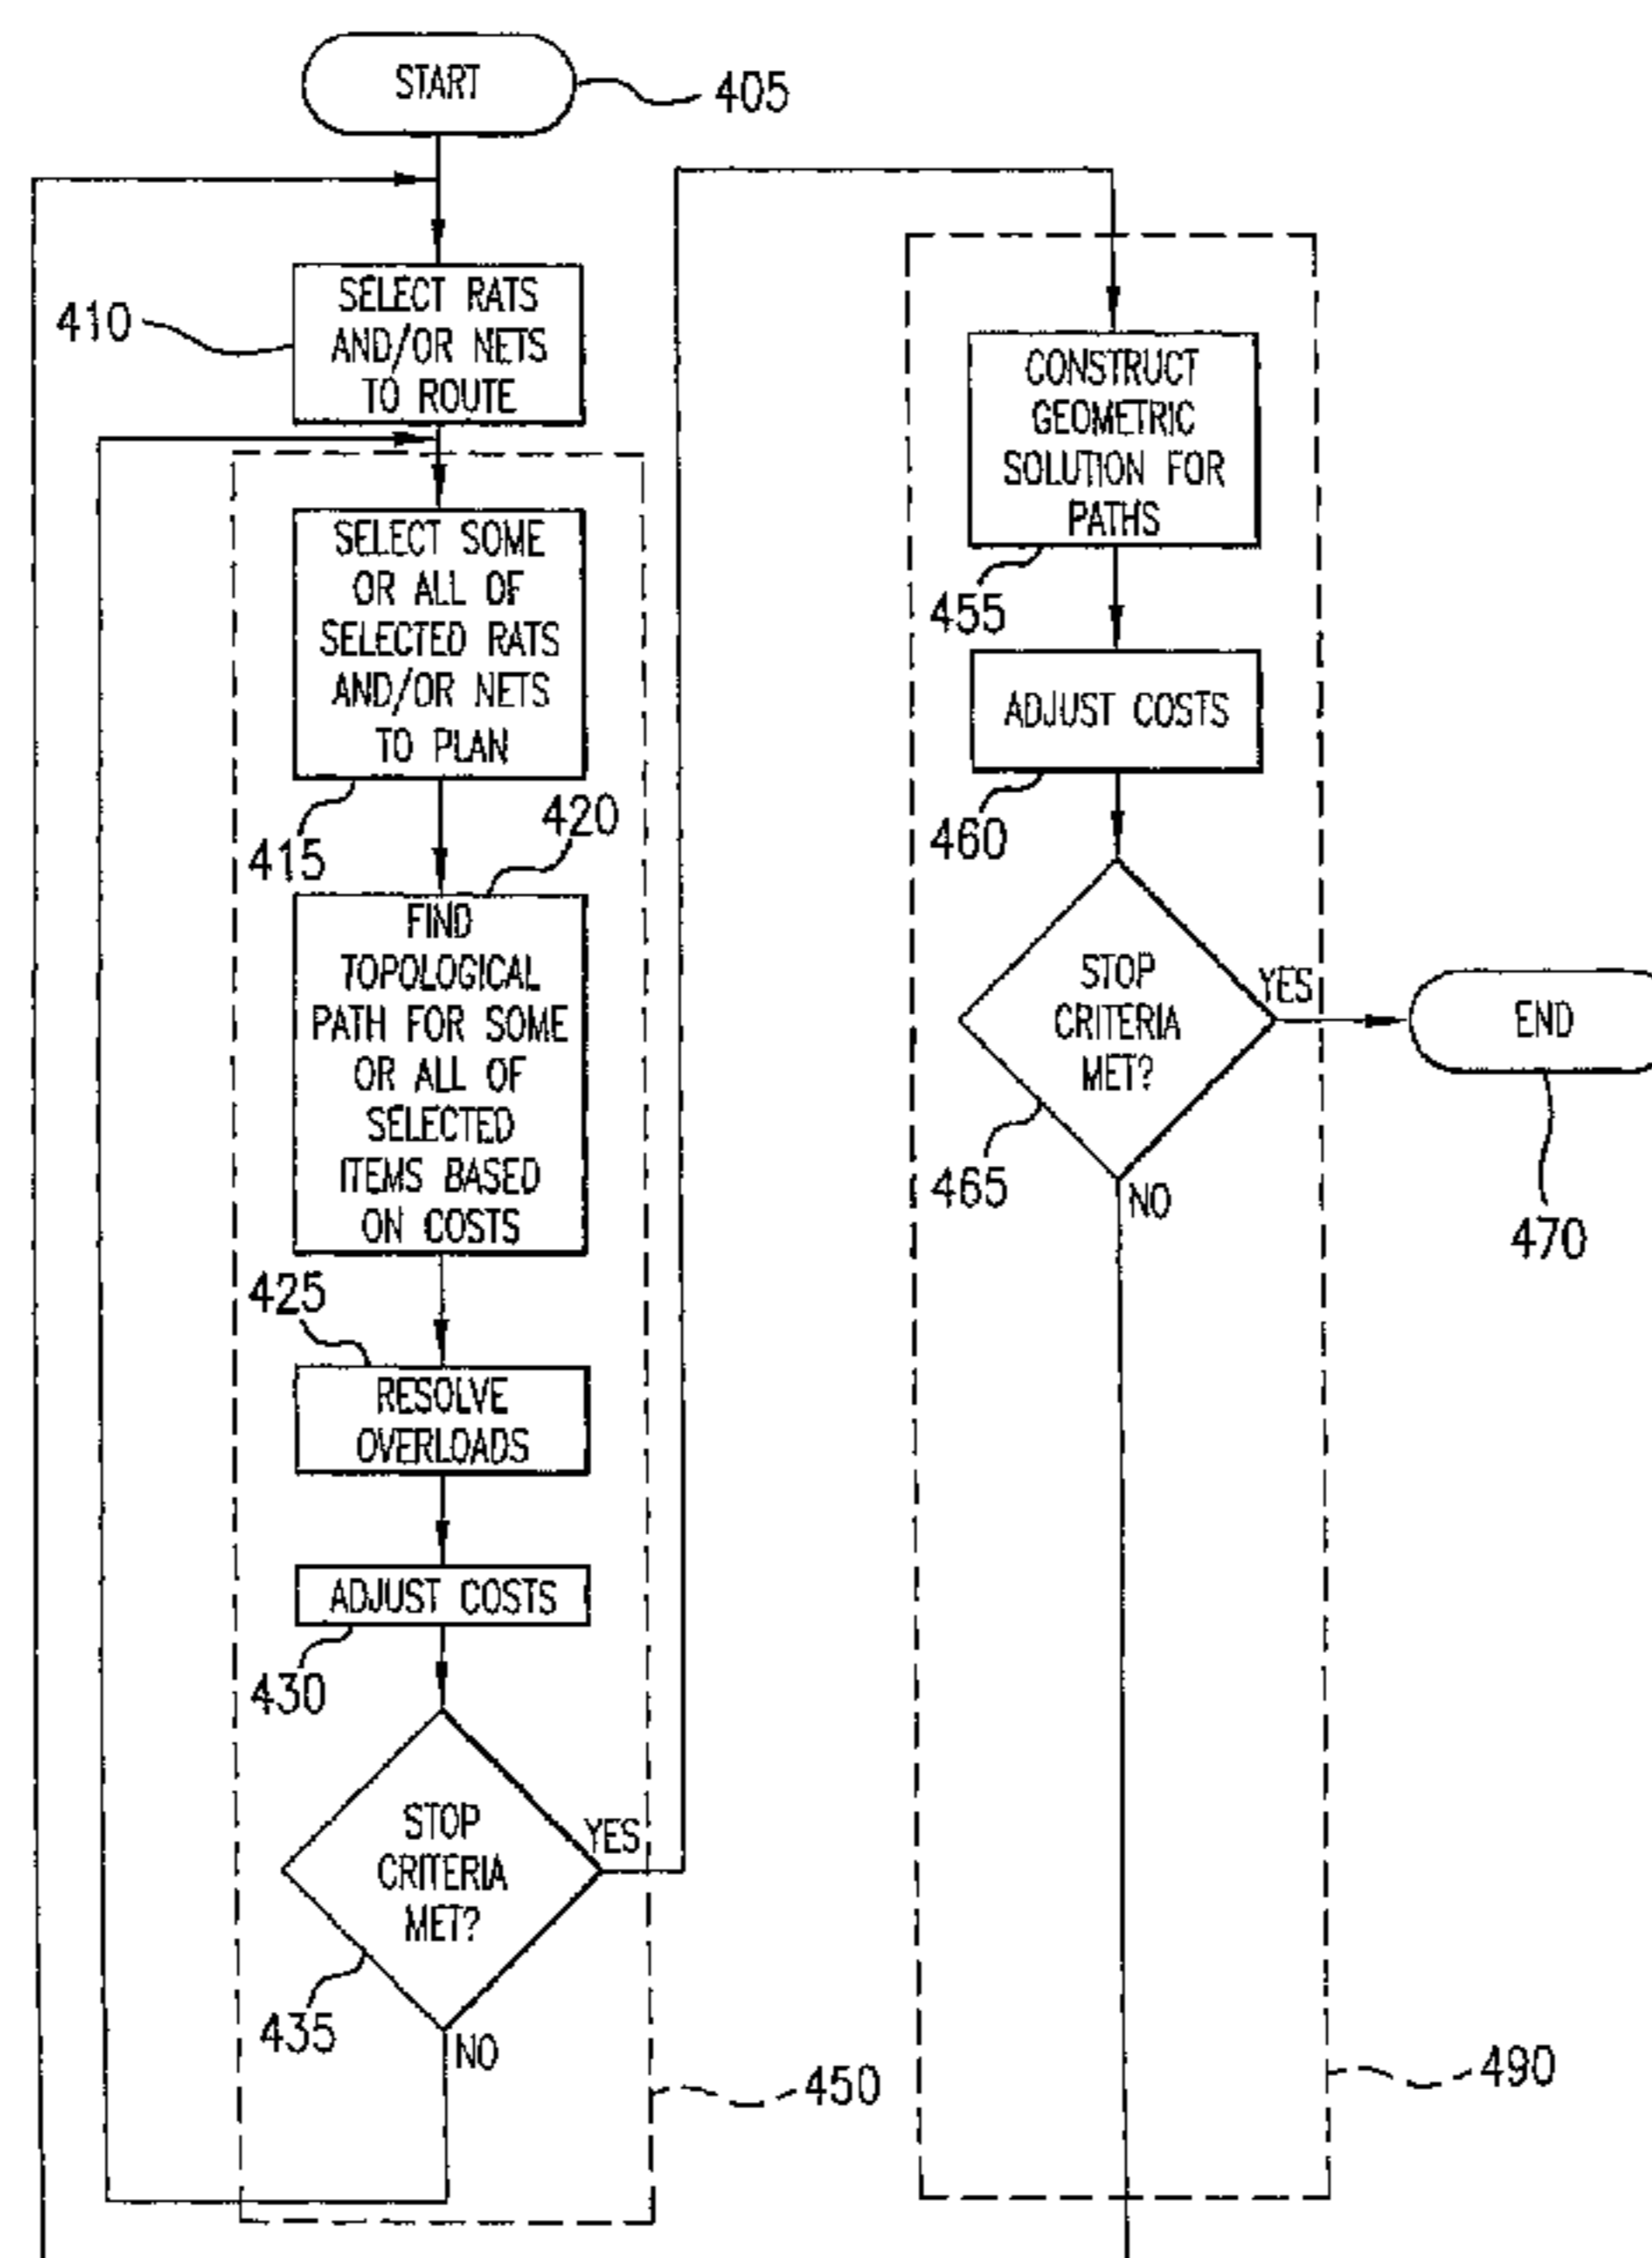 START
405
410
SELECT RATS
AND/OR NETS
TO ROUTE
SELECT SOME
OR ALL OF
SELECTED RATS
AND/OR NETS
TO PLAN
415
420
FIND
TOPOLOGICAL
PATH FOR SOME
OR ALL OF
SELECTED
ITEMS BASED
ON COSTS
425
RESOLVE
OVERLOADS
ADJUST COSTS
430
STOP
CRITERIA
MET?
YES
435
NO
450
CONSTRUCT
GEOMETRIC
SOLUTION FOR
PATHS
455
ADJUST COSTS
460
STOP
CRITERIA
MET?
YES
465
NO
END
470
490